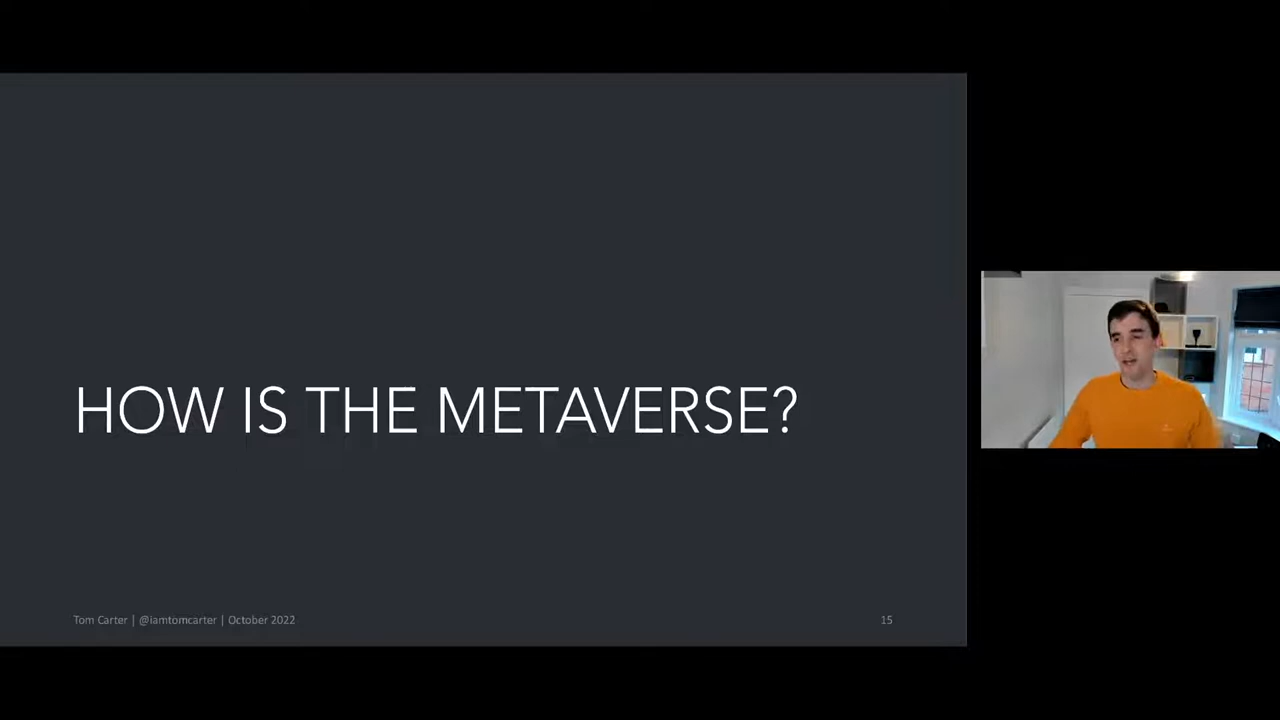 HOW IS THE METAVERSE?
Tom Carter | @iamtomcarter | October 2022
15